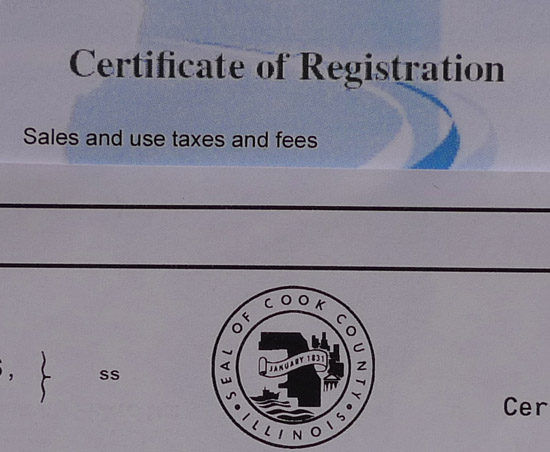 Certificate of Registration
Sales and use taxes and fees
SEAL OF COOK COUNTY
JANUARY 1831
• ILLINOIS •
, } ss
Cer